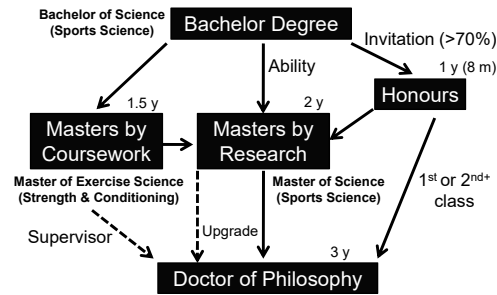 Bachelor of Science
(Sports Science)
Bachelor Degree
Invitation (>70%)
Ability
1 y (8 m)
1.5 y
2 y
Honours
Masters by
Coursework
Masters by
Research
Master of Exercise Science
(Strength & Conditioning)
Master of Science
(Sports Science)
1st or 2nd+
class
Supervisor
Upgrade
3 y
Doctor of Philosophy